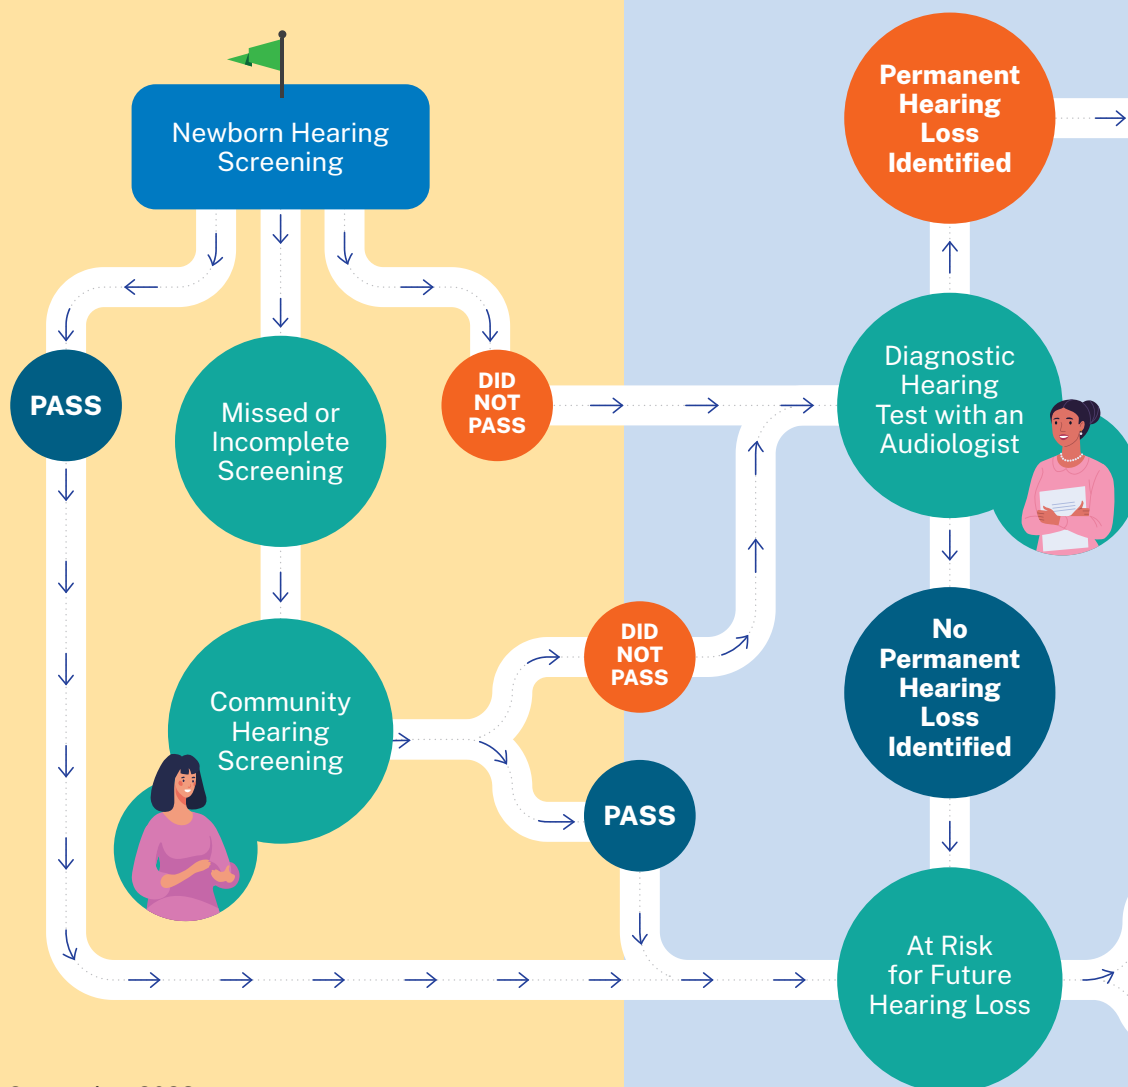 Newborn Hearing
Screening
PASS
Missed or
Incomplete
Screening
DID
NOT
PASS
Community
Hearing
Screening
DID
NOT
PASS
PASS
Permanent
Hearing
Loss
Identified
Diagnostic
Hearing
Test with an
Audiologist
No
Permanent
Hearing
Loss
Identified
At Risk
for Future
Hearing Loss